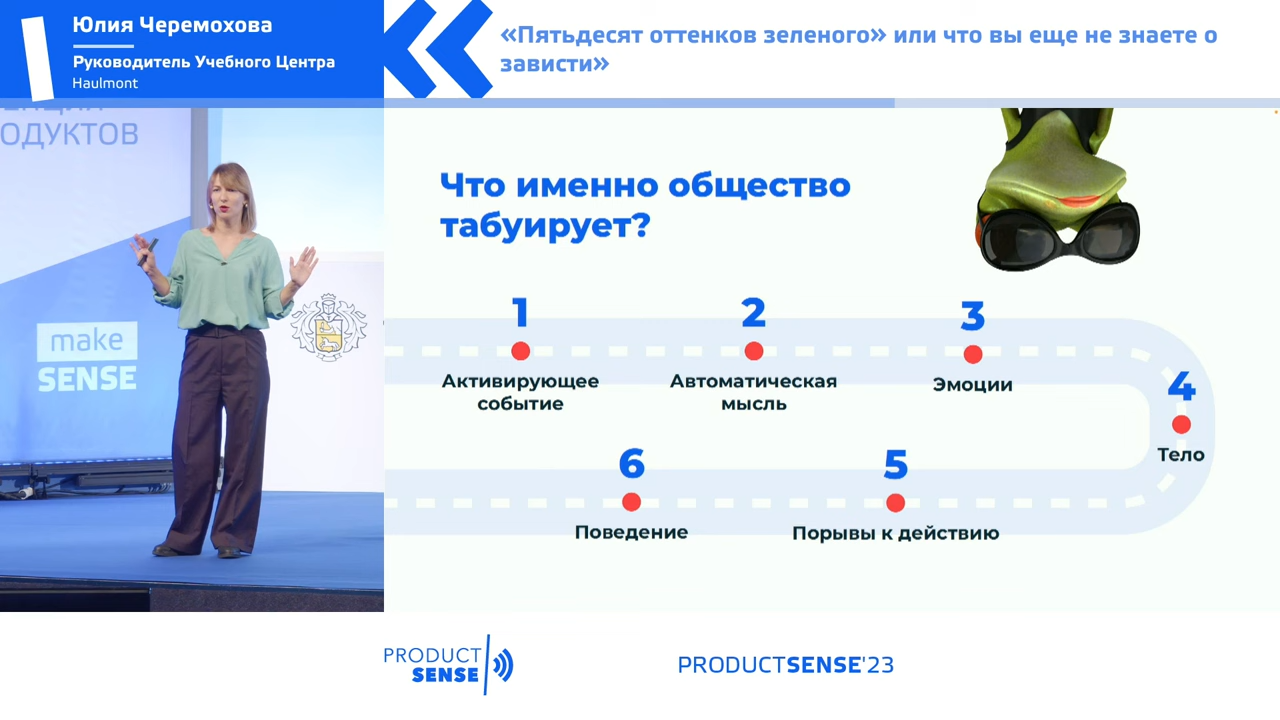 Юлия Черемохова
Руководитель Учебного Центра
Haulmont
«Пятьдесят оттенков зеленого» или что вы еще не знаете о
зависти»
ОДУКТОВ
make
SENSE
Что именно общество
табуирует?
1
Активирующее
событие
2
Автоматическая
мысль
3
Эмоции
4
Тело
5
Порывы к действию
6
Поведение
PRODUCT
SENSE
PRODUCTSENSE'23